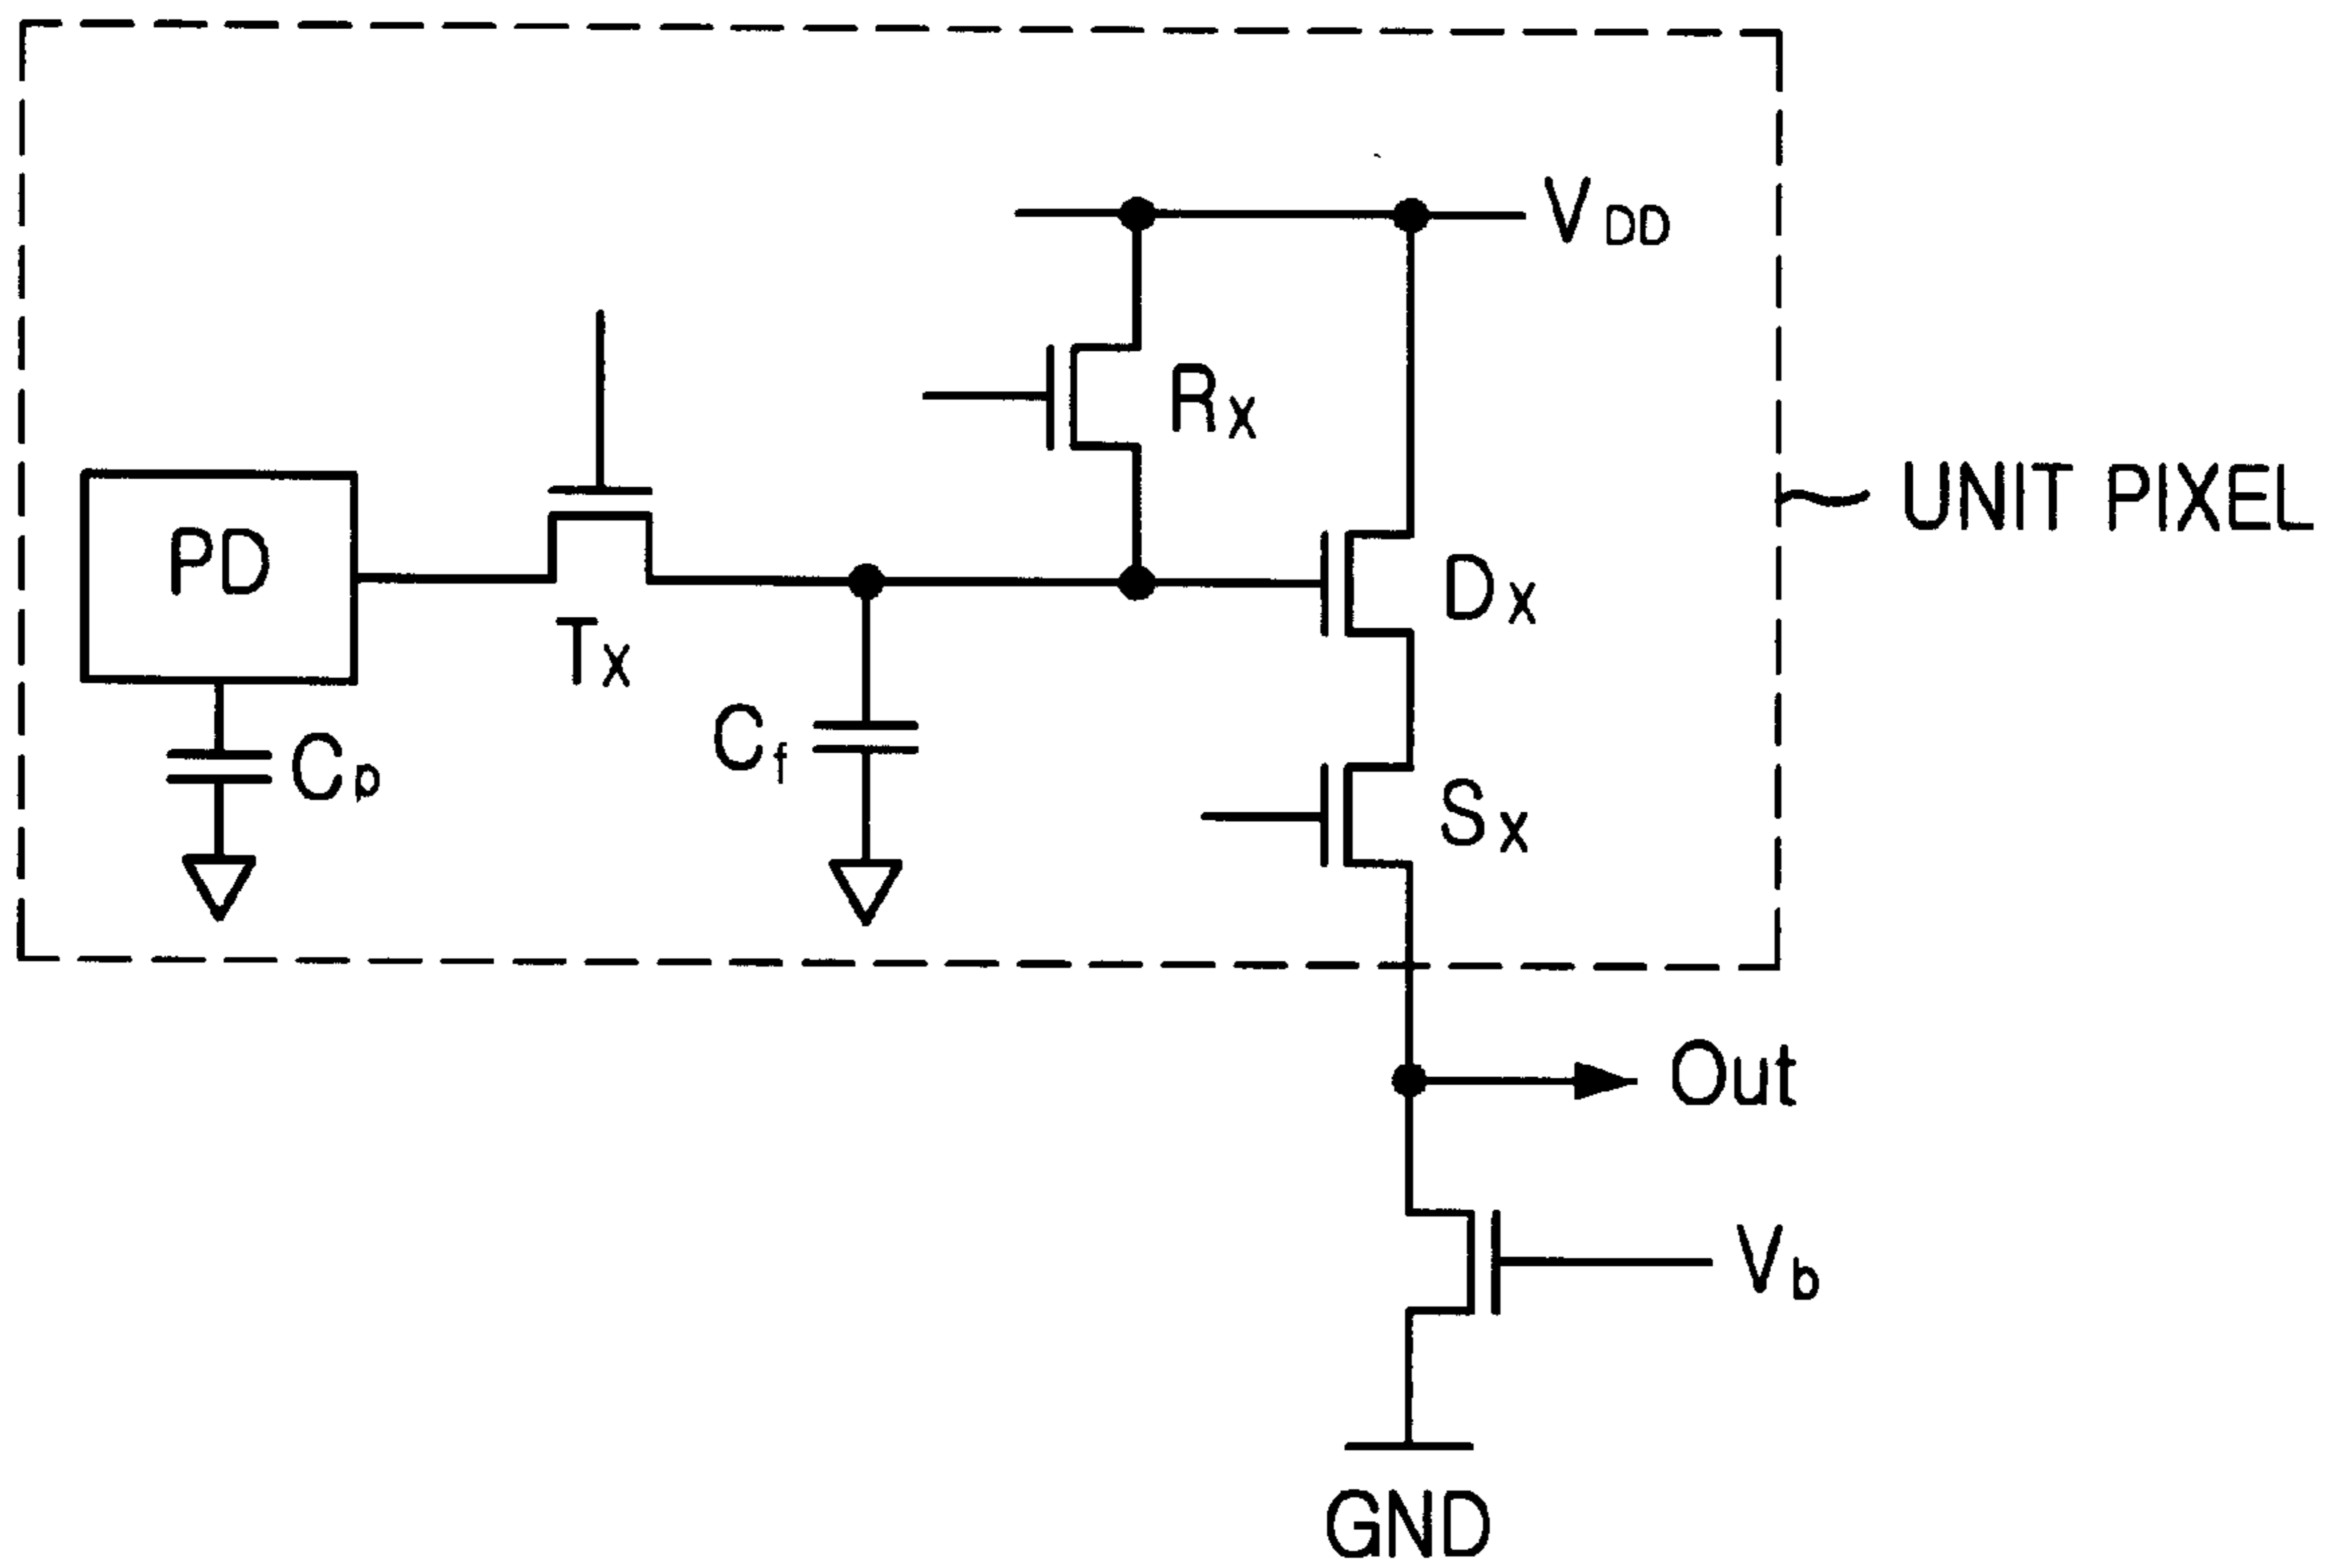 VDD
Rx
UNIT PIXEL
PD
Dx
Tx
Cf
Cp
Sx
Out
Vb
GND